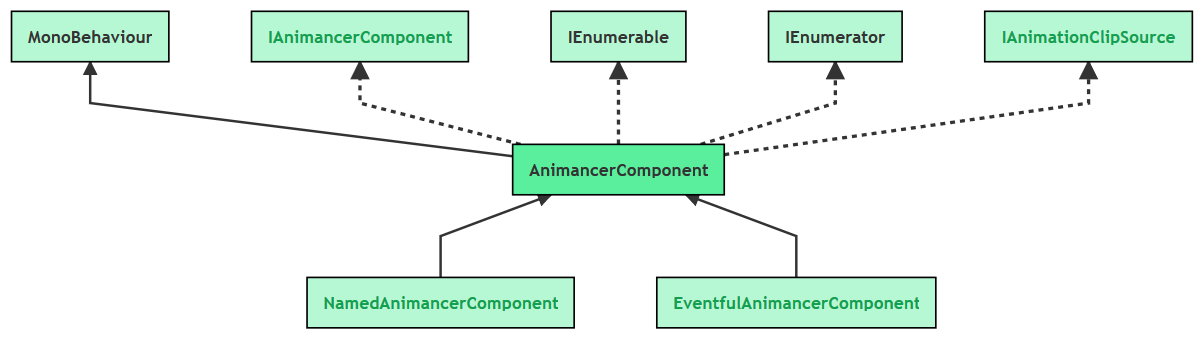 MonoBehaviour
IAnimancerComponent
IEnumerable
IEnumerator
IAnimationClipSource
AnimancerComponent
NamedAnimancerComponent
EventfulAnimancerComponent